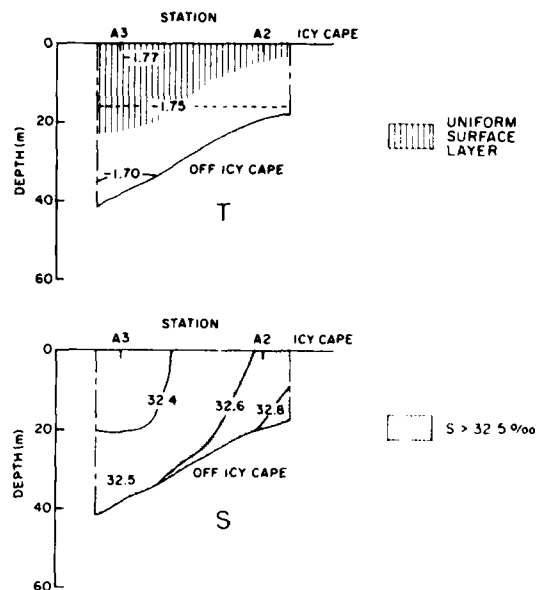 STATION
A3 A2 ICY CAPE
0
-1.77
-1.75
20
-1.70
OFF ICY CAPE
40
T
60
DEPTH (m)
UNIFORM
SURFACE
LAYER
STATION
A3 A2 ICY CAPE
0
32.4
32.6
32.8
20
32.5
OFF ICY CAPE
40
S
60
DEPTH (m)
S > 32 5 ‰